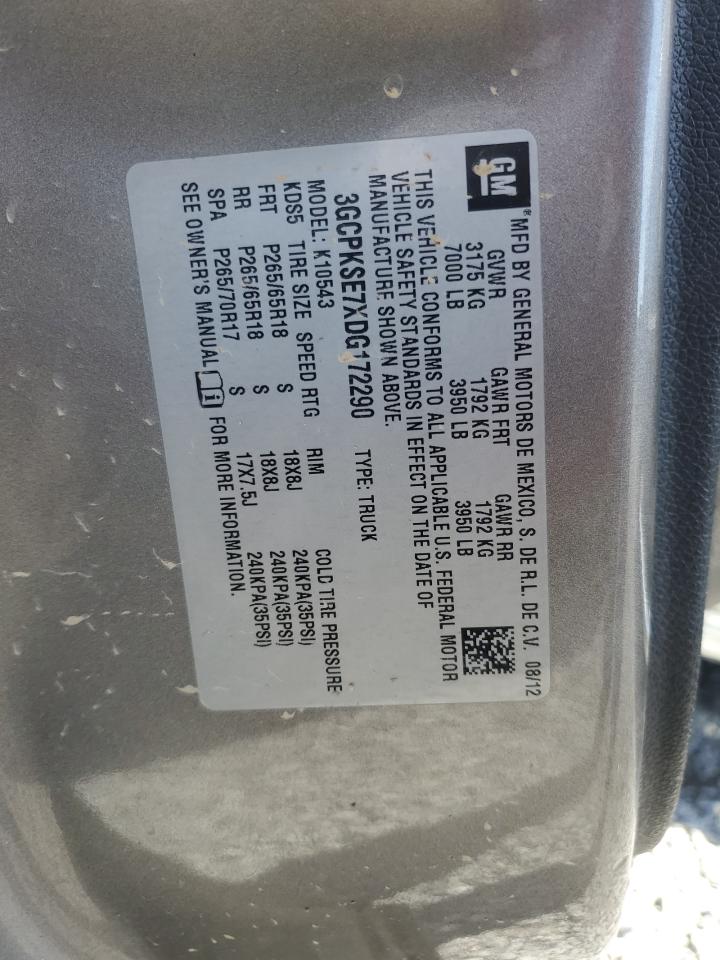 GM ® MFD BY GENERAL MOTORS DE MEXICO, S. DE R.L. DE C.V. 08/12
GVWR GAWR FRT GAWR RR
3175 KG 1792 KG 1792 KG
7000 LB 3950 LB 3950 LB
THIS VEHICLE CONFORMS TO ALL APPLICABLE U.S. FEDERAL MOTOR
VEHICLE SAFETY STANDARDS IN EFFECT ON THE DATE OF
MANUFACTURE SHOWN ABOVE.
3GCPKSE7XDG172290 TYPE: TRUCK
MODEL: K10543
KDS5 TIRE SIZE SPEED RTG RIM COLD TIRE PRESSURE
FRT P265/65R18 S 18X8J 240KPA(35PSI)
RR P265/65R18 S 18X8J 240KPA(35PSI)
SPA P265/70R17 S 17X7.5J 240KPA(35PSI)
SEE OWNER'S MANUAL i FOR MORE INFORMATION.